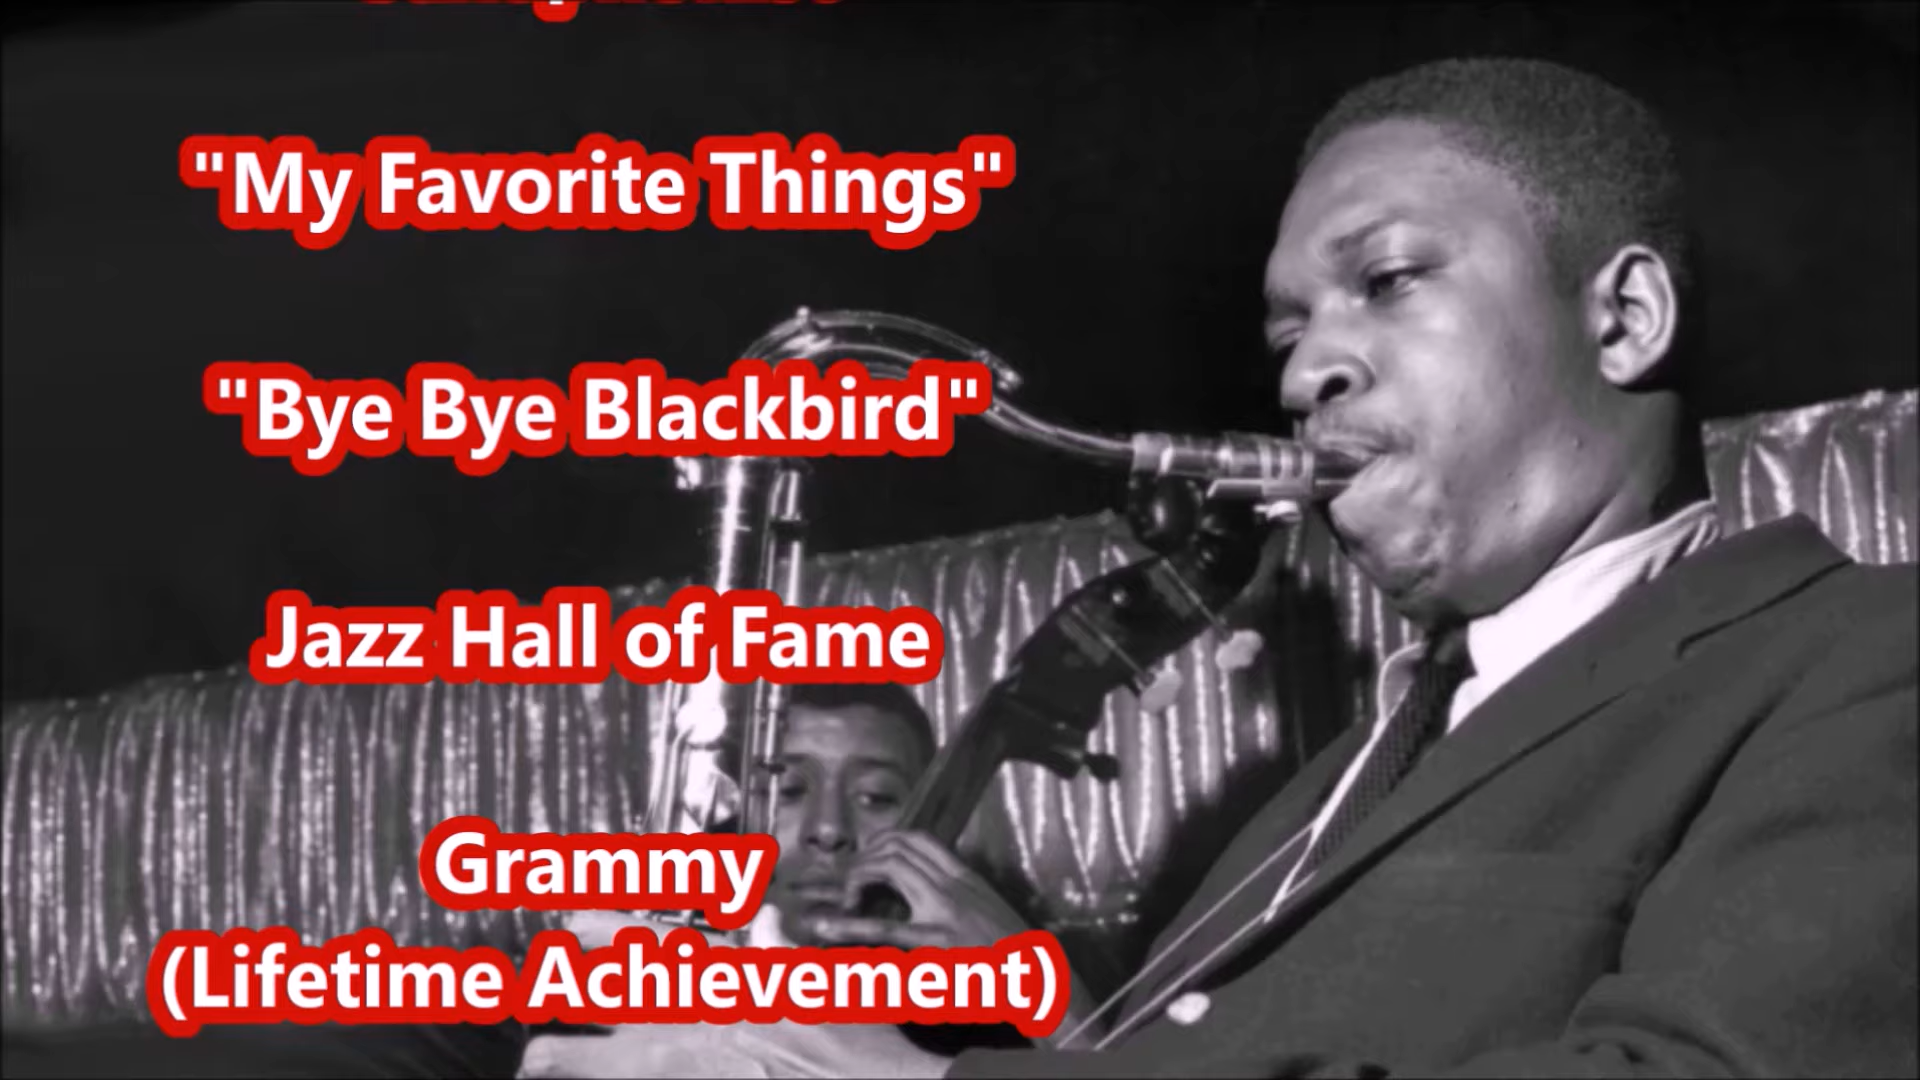 "My Favorite Things"
"Bye Bye Blackbird"
Jazz Hall of Fame
Grammy
(Lifetime Achievement)